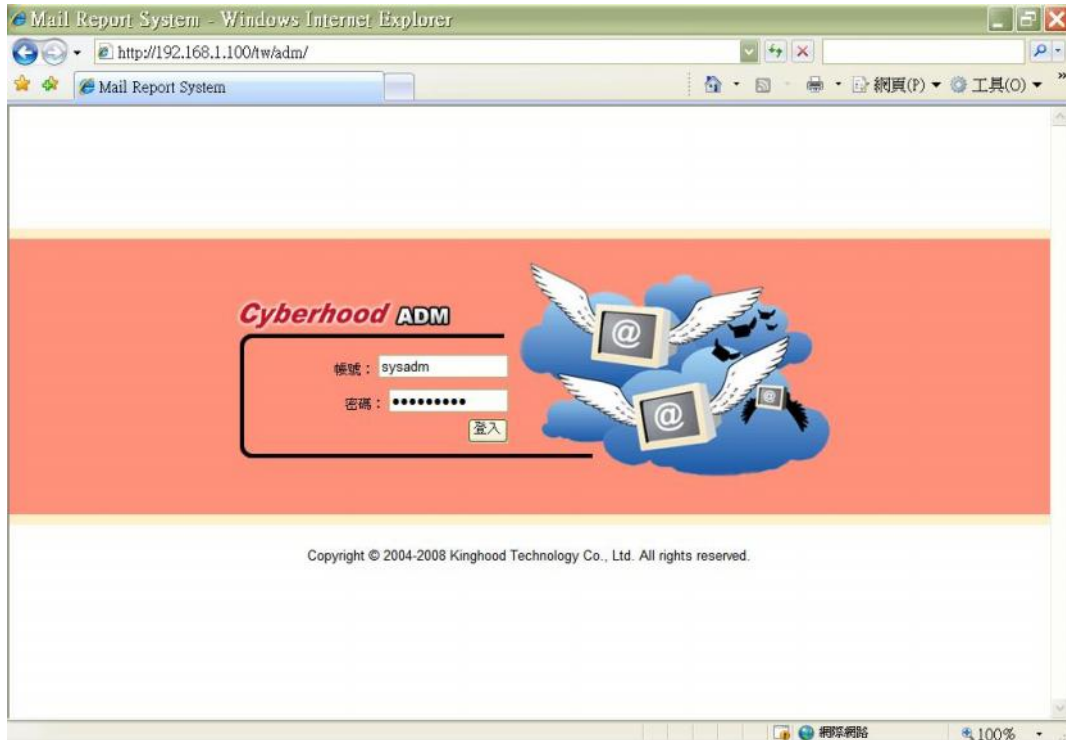 Mail Report System - Windows Internet Explorer
http://192.168.1.100/tw/adm/
Mail Report System
網頁(P)
工具(O)
»
Cyberhood ADM
@
帳號： sysadm
密碼： •••••••••
登入
@
@
Copyright © 2004-2008 Kinghood Technology Co., Ltd. All rights reserved.
網際網路
100%